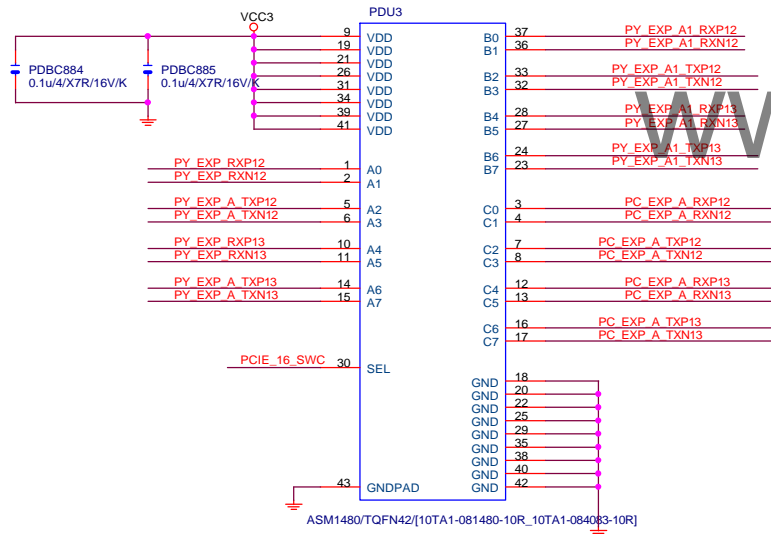 PDU3
VCC3
9 VDD
19 VDD
21 VDD
26 VDD
31 VDD
34 VDD
39 VDD
41 VDD
PDBC884
0.1u/4/X7R/16V/K
PDBC885
0.1u/4/X7R/16V/K
PY_EXP_RXP12 1 A0
PY_EXP_RXN12 2 A1
PY_EXP_A_TXP12 5 A2
PY_EXP_A_TXN12 6 A3
PY_EXP_RXP13 10 A4
PY_EXP_RXN13 11 A5
PY_EXP_A_TXP13 14 A6
PY_EXP_A_TXN13 15 A7
PCIE_16_SWC 30 SEL
43 GNDPAD
B0 37 PY_EXP_A1_RXP12
B1 36 PY_EXP_A1_RXN12
B2 33 PY_EXP_A1_TXP12
B3 32 PY_EXP_A1_TXN12
B4 28 PY_EXP_A1_RXP13
B5 27 PY_EXP_A1_RXN13
B6 24 PY_EXP_A1_TXP13
B7 23 PY_EXP_A1_TXN13
C0 3 PC_EXP_A_RXP12
C1 4 PC_EXP_A_RXN12
C2 7 PC_EXP_A_TXP12
C3 8 PC_EXP_A_TXN12
C4 12 PC_EXP_A_RXP13
C5 13 PC_EXP_A_RXN13
C6 16 PC_EXP_A_TXP13
C7 17 PC_EXP_A_TXN13
GND 18
GND 20
GND 22
GND 25
GND 29
GND 35
GND 38
GND 40
GND 42
ASM1480/TQFN42/[10TA1-081480-10R_10TA1-084083-10R]